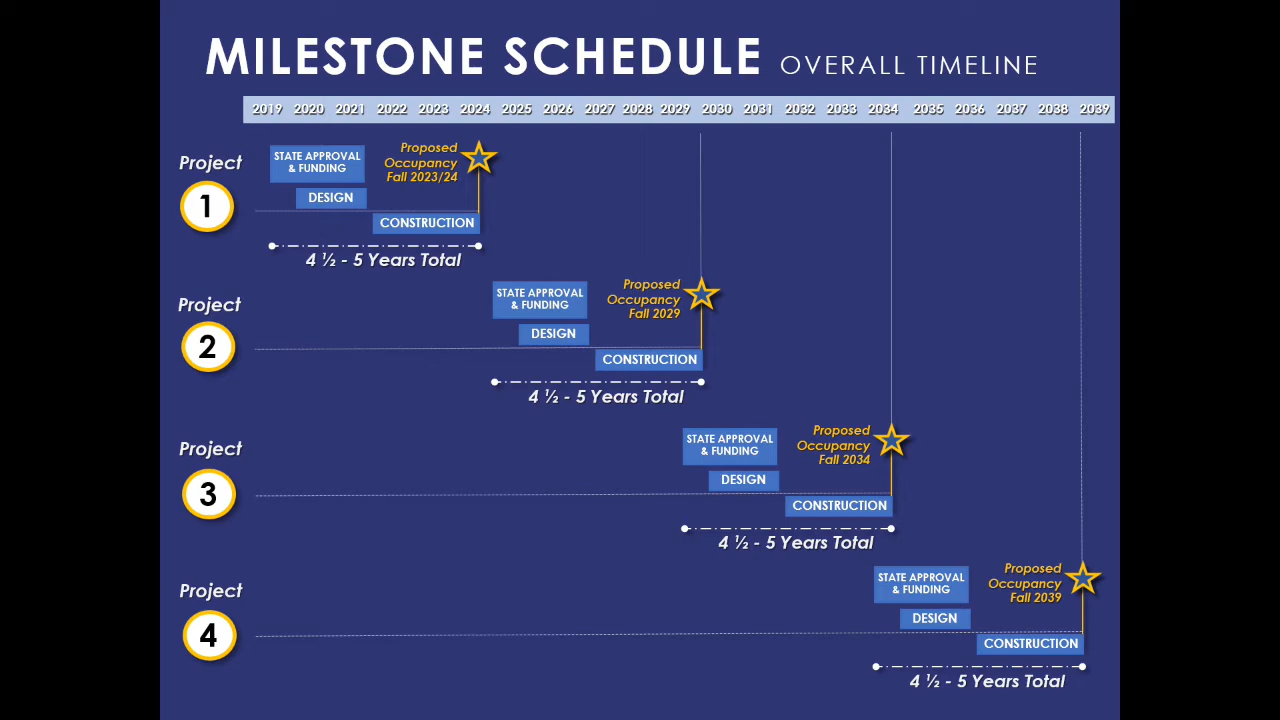 MILESTONE SCHEDULE OVERALL TIMELINE
2019 2020 2021 2022 2023 2024 2025 2026 2027 2028 2029 2030 2031 2032 2033 2034 2035 2036 2037 2038 2039
Project
1
STATE APPROVAL
& FUNDING
DESIGN
CONSTRUCTION
Proposed
Occupancy
Fall 2023/24
4 ½ - 5 Years Total
Project
2
STATE APPROVAL
& FUNDING
DESIGN
CONSTRUCTION
Proposed
Occupancy
Fall 2029
4 ½ - 5 Years Total
Project
3
STATE APPROVAL
& FUNDING
DESIGN
CONSTRUCTION
Proposed
Occupancy
Fall 2034
4 ½ - 5 Years Total
Project
4
STATE APPROVAL
& FUNDING
DESIGN
CONSTRUCTION
Proposed
Occupancy
Fall 2039
4 ½ - 5 Years Total